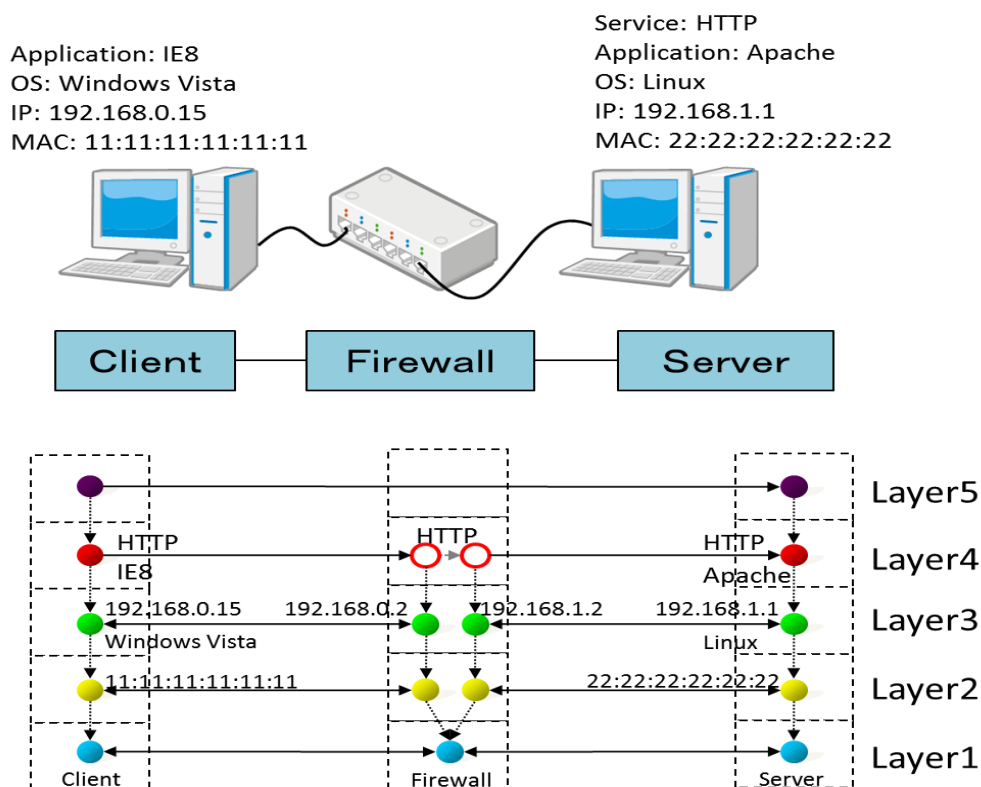 Application: IE8
OS: Windows Vista
IP: 192.168.0.15
MAC: 11:11:11:11:11:11
Service: HTTP
Application: Apache
OS: Linux
IP: 192.168.1.1
MAC: 22:22:22:22:22:22
Client
Firewall
Server
Layer5
HTTP
IE8
HTTP
HTTP
Apache
Layer4
192.168.0.15
Windows Vista
192.168.0.2
192.168.1.2
192.168.1.1
Linux
Layer3
11:11:11:11:11:11
22:22:22:22:22:22
Layer2
Layer1
Client
Firewall
Server